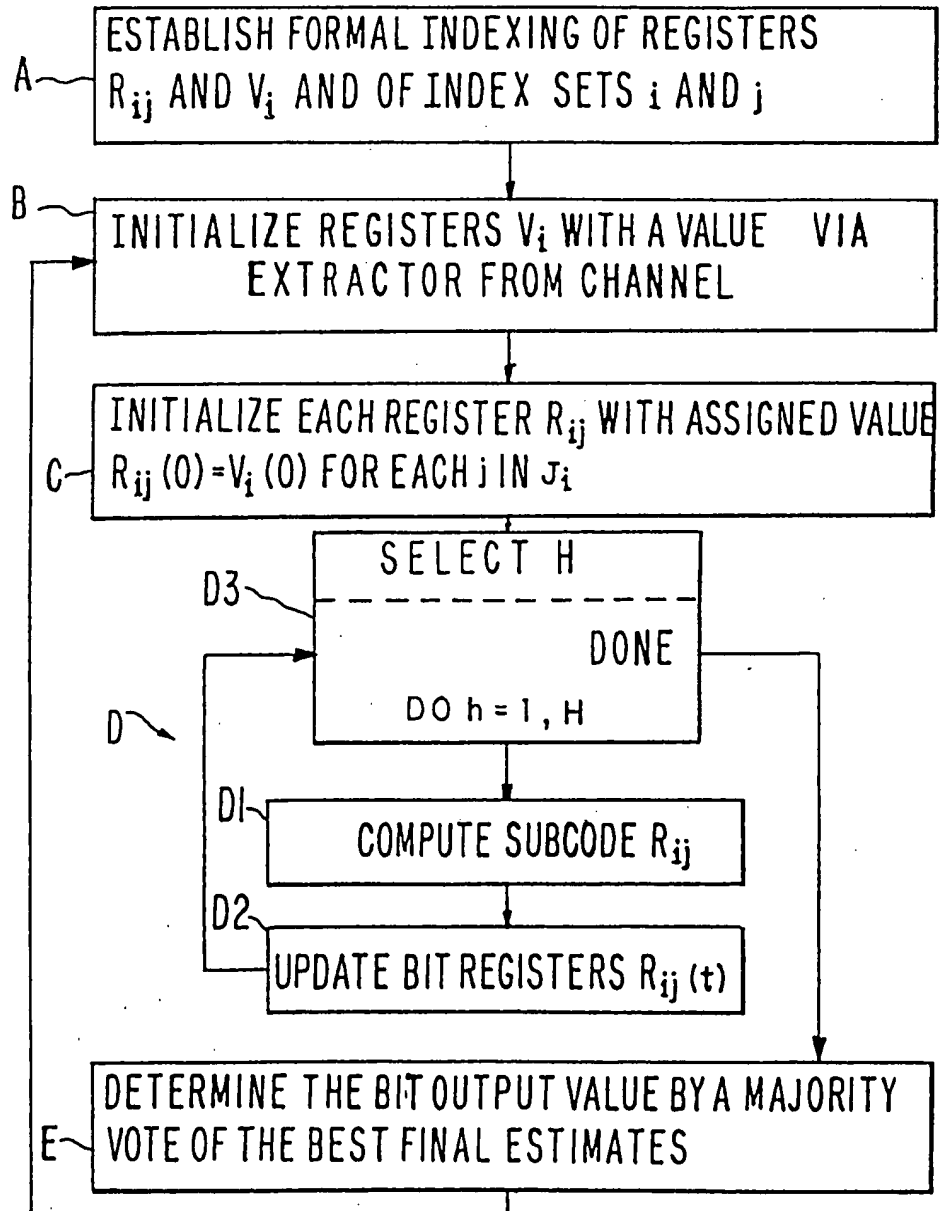 ESTABLISH FORMAL INDEXING OF REGISTERS
A
R_ij AND V_i AND OF INDEX SETS i AND j
B
INITIALIZE REGISTERS V_i WITH A VALUE VIA
EXTRACTOR FROM CHANNEL
INITIALIZE EACH REGISTER R_ij WITH ASSIGNED VALUE
C
R_ij (0) = V_i (0) FOR EACH j IN J_i
SELECT H
D3
DONE
DO h = 1, H
D
D1
COMPUTE SUBCODE R_ij
D2
UPDATE BIT REGISTERS R_ij (t)
DETERMINE THE BIT OUTPUT VALUE BY A MAJORITY
E
VOTE OF THE BEST FINAL ESTIMATES